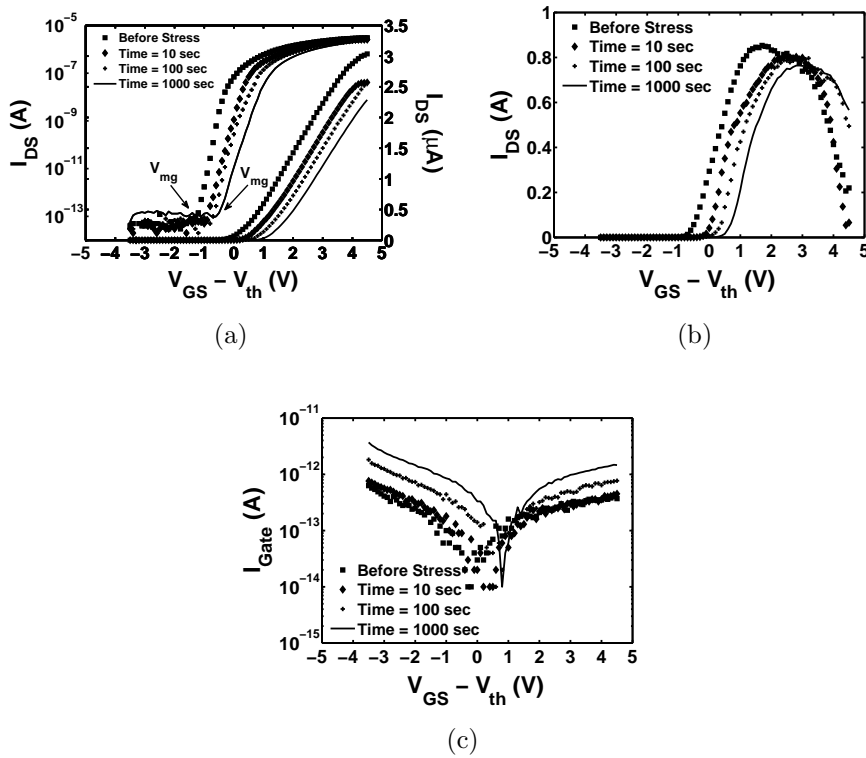 Before Stress
Time = 10 sec
Time = 100 sec
Time = 1000 sec
V_mg
V_mg
10^−5
10^−7
10^−9
10^−11
10^−13
I_DS (A)
3.5
3
2.5
2
1.5
1
0.5
0
I_DS (μA)
−5 −4 −3 −2 −1 0 1 2 3 4 5
V_GS − V_th (V)
(a)
Before Stress
Time = 10 sec
Time = 100 sec
Time = 1000 sec
1
0.8
0.6
0.4
0.2
0
I_DS (A)
−5 −4 −3 −2 −1 0 1 2 3 4 5
V_GS − V_th (V)
(b)
10^−11
10^−12
10^−13
10^−14
10^−15
I_Gate (A)
Before Stress
Time = 10 sec
Time = 100 sec
Time = 1000 sec
−5 −4 −3 −2 −1 0 1 2 3 4 5
V_GS − V_th (V)
(c)